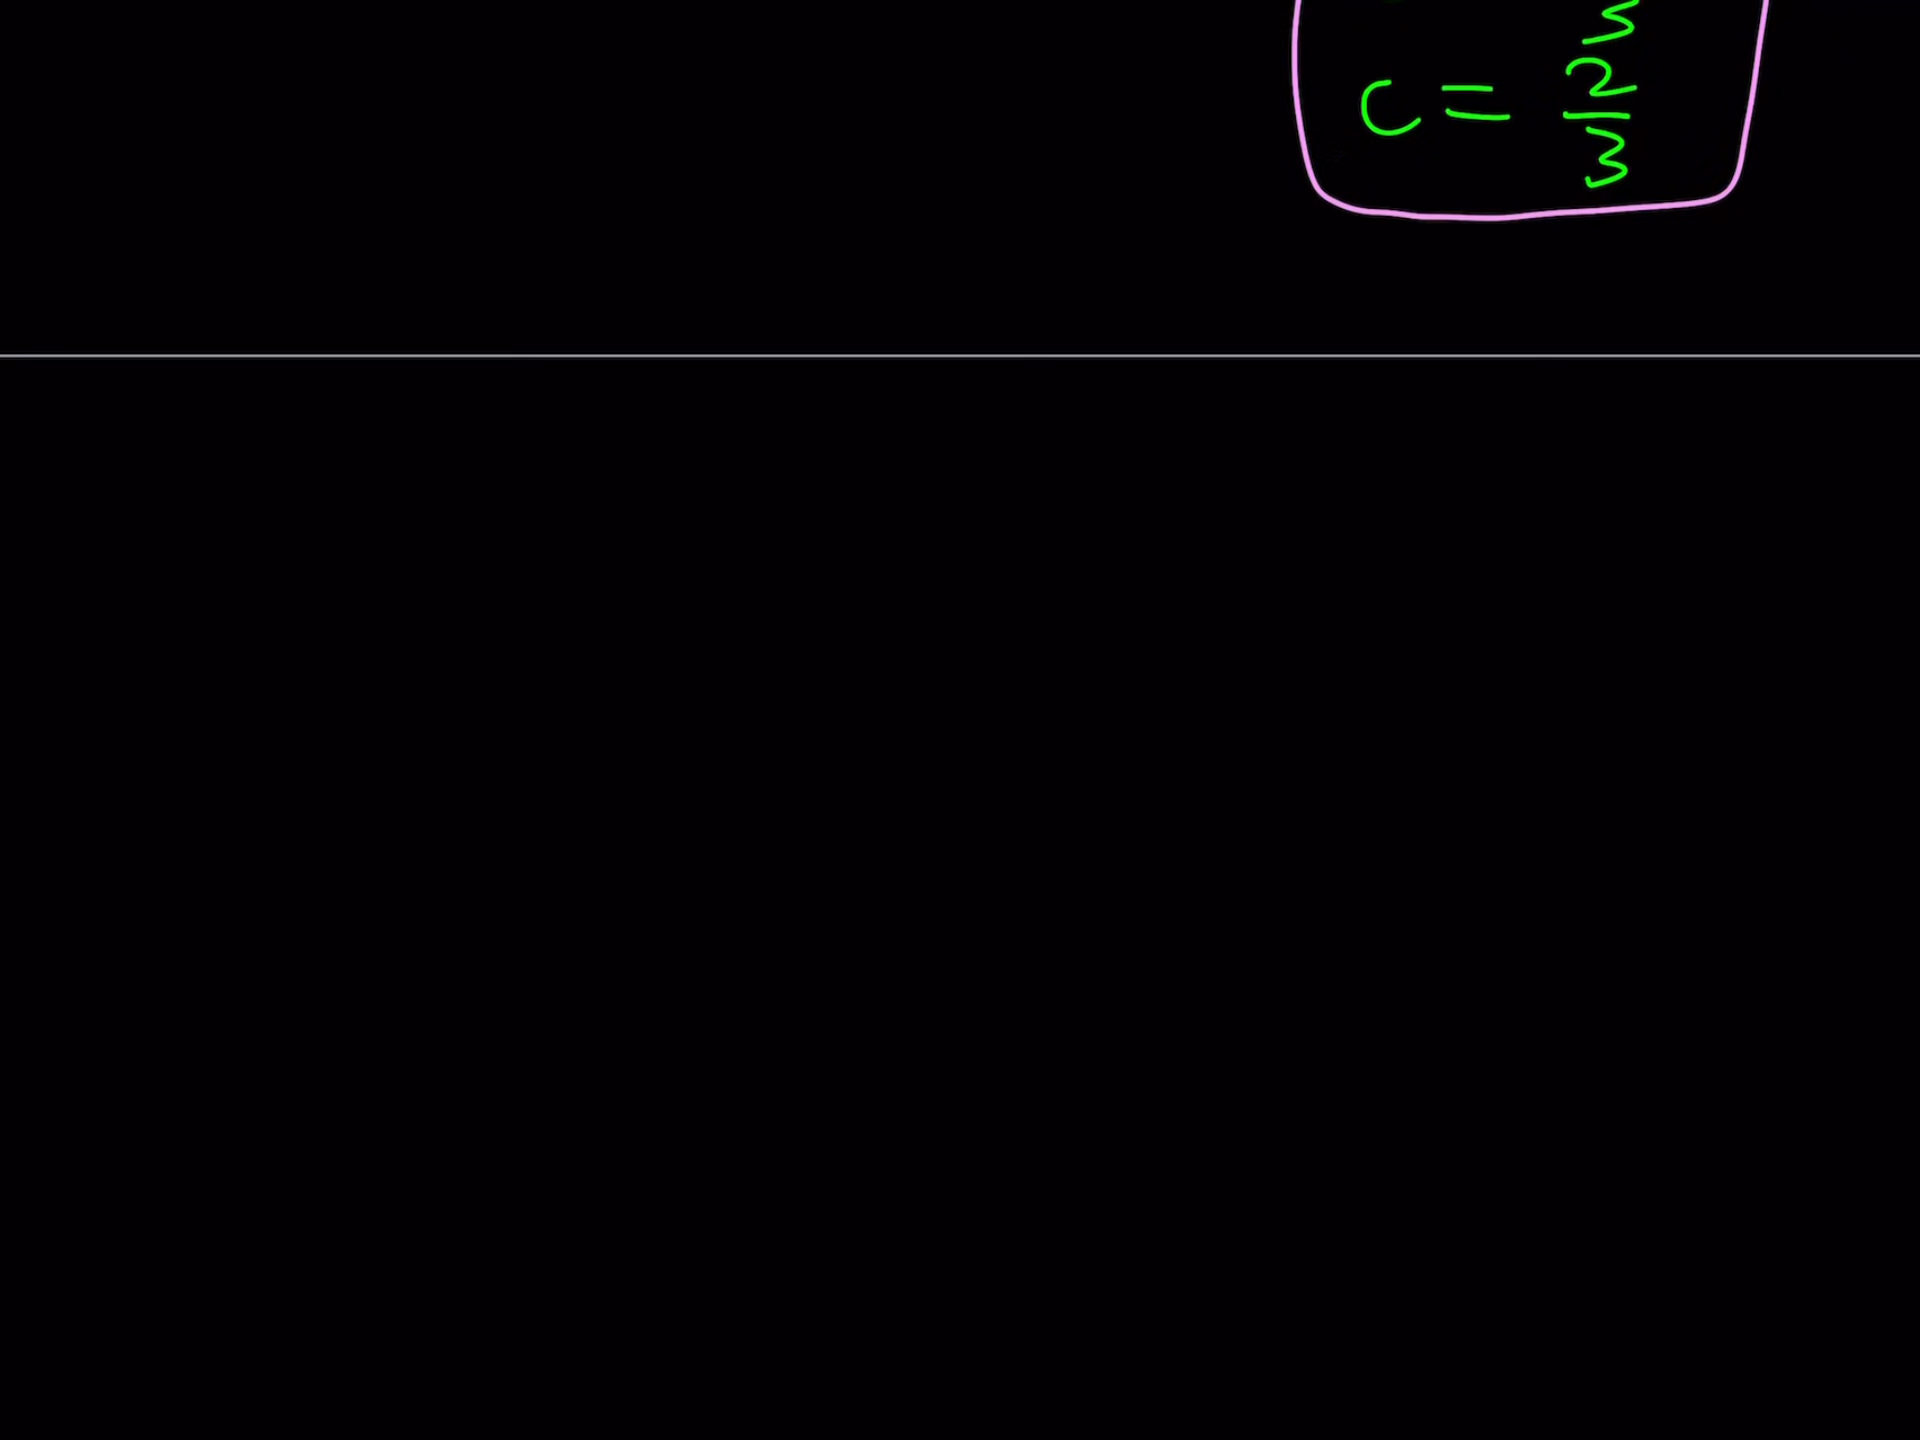 c = 2/3